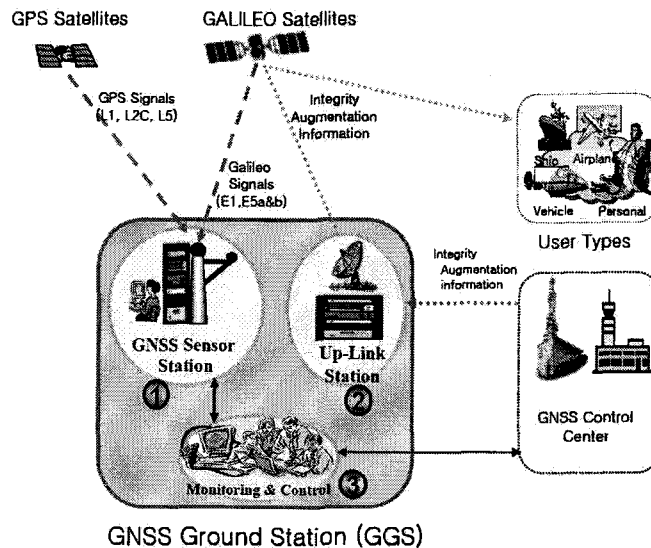 GPS Satellites
GALILEO Satellites
GPS Signals
(L1, L2C, L5)
Integrity
Augmentation
Information
Galileo
Signals
(E1,E5a&b)
Ship
Airplane
Vehicle
Personal
User Types
Integrity
Augmentation
information
GNSS Sensor
Station
①
Up-Link
Station
②
GNSS Control
Center
Monitoring & Control
③
GNSS Ground Station (GGS)